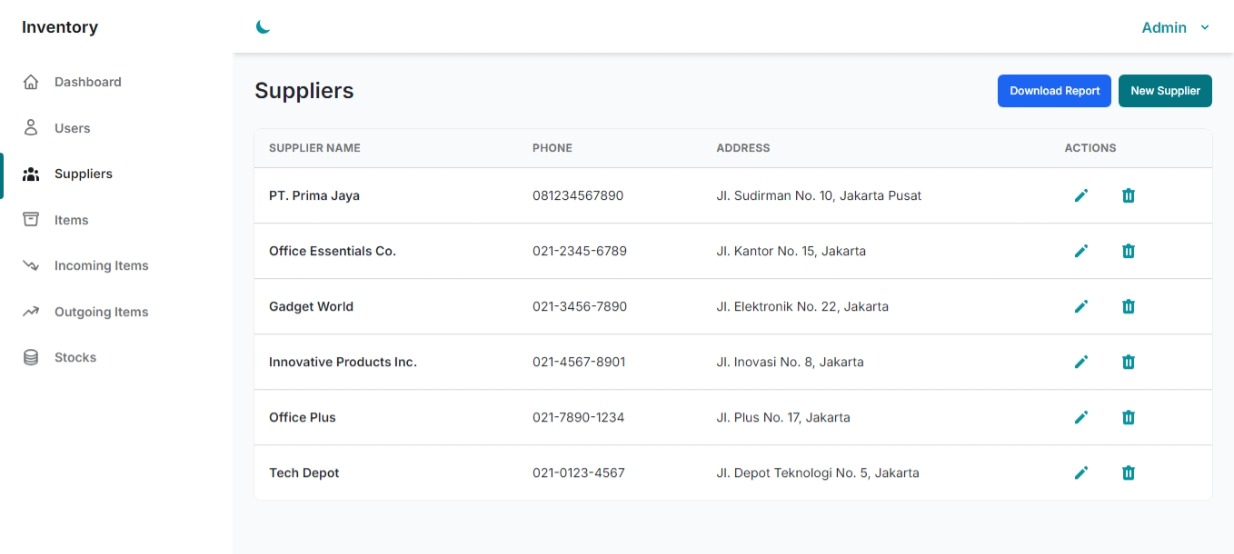 Inventory
Admin
Dashboard
Users
Suppliers
Items
Incoming Items
Outgoing Items
Stocks
Suppliers
Download Report
New Supplier
SUPPLIER NAME PHONE ADDRESS ACTIONS
PT. Prima Jaya 081234567890 Jl. Sudirman No. 10, Jakarta Pusat
Office Essentials Co. 021-2345-6789 Jl. Kantor No. 15, Jakarta
Gadget World 021-3456-7890 Jl. Elektronik No. 22, Jakarta
Innovative Products Inc. 021-4567-8901 Jl. Inovasi No. 8, Jakarta
Office Plus 021-7890-1234 Jl. Plus No. 17, Jakarta
Tech Depot 021-0123-4567 Jl. Depot Teknologi No. 5, Jakarta